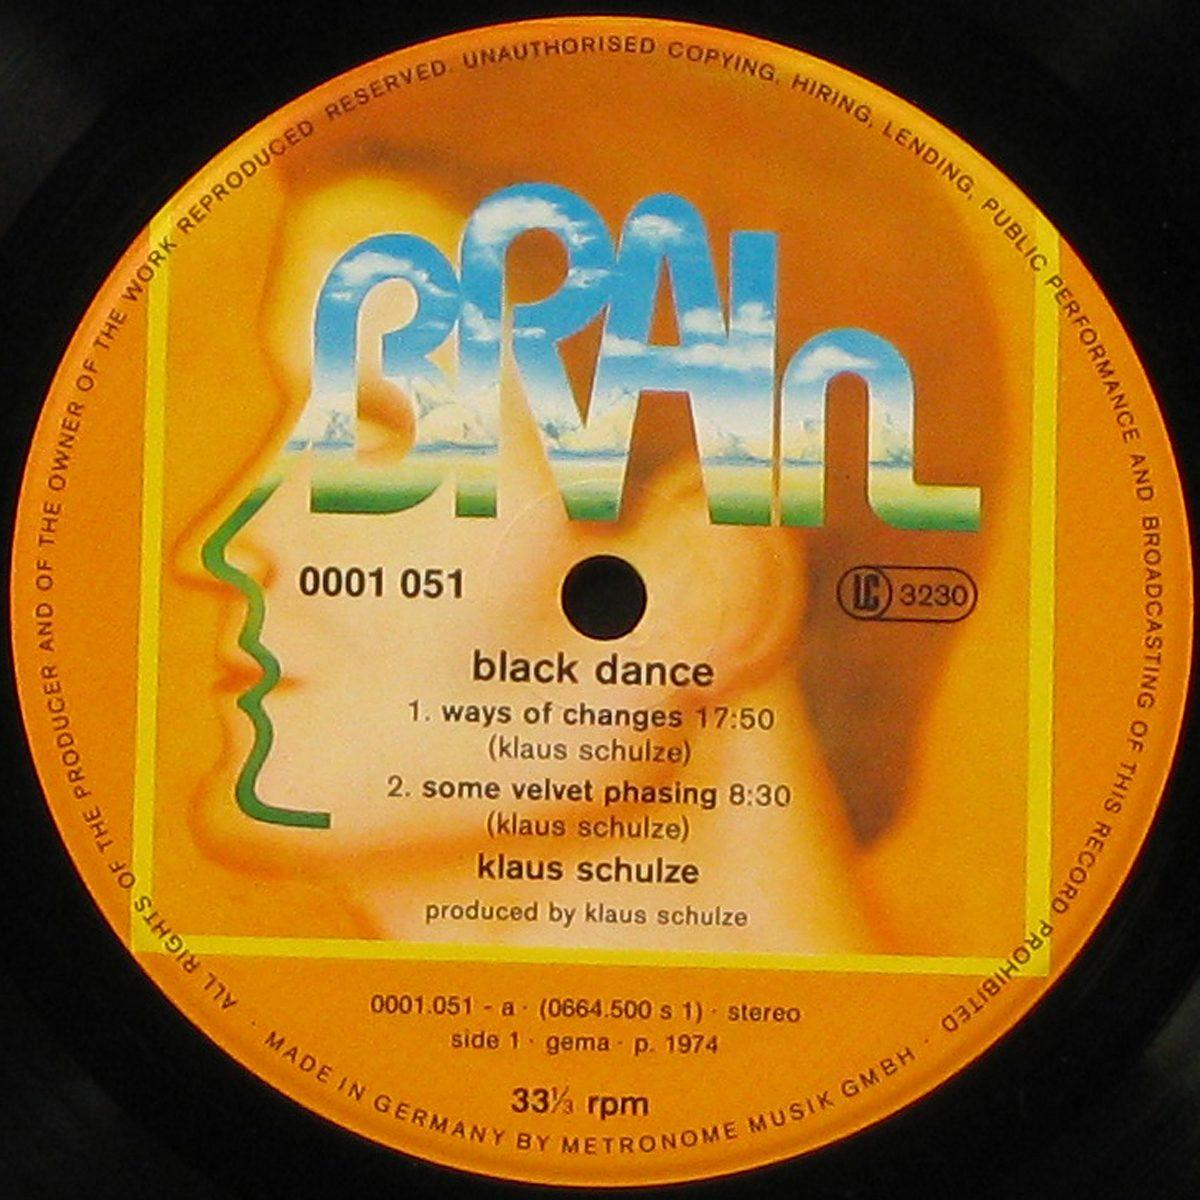 ALL RIGHTS OF THE PRODUCER AND OF THE OWNER OF THE WORK REPRODUCED RESERVED. UNAUTHORISED COPYING, HIRING, LENDING, PUBLIC PERFORMANCE AND BROADCASTING OF THIS RECORD PROHIBITED
BRAIn
0001 051
LC 3230
black dance
1. ways of changes 17:50
(klaus schulze)
2. some velvet phasing 8:30
(klaus schulze)
klaus schulze
produced by klaus schulze
0001.051 - a · (0664.500 s 1) · stereo
side 1 · gema · p. 1974
33⅓ rpm
· MADE IN GERMANY BY METRONOME MUSIK GMBH ·